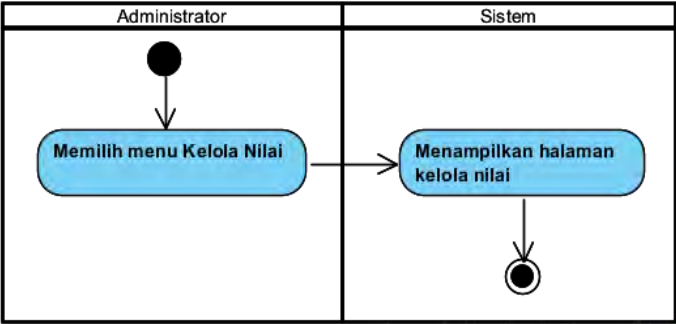 Administrator
Sistem
Memilih menu Kelola Nilai
Menampilkan halaman
kelola nilai